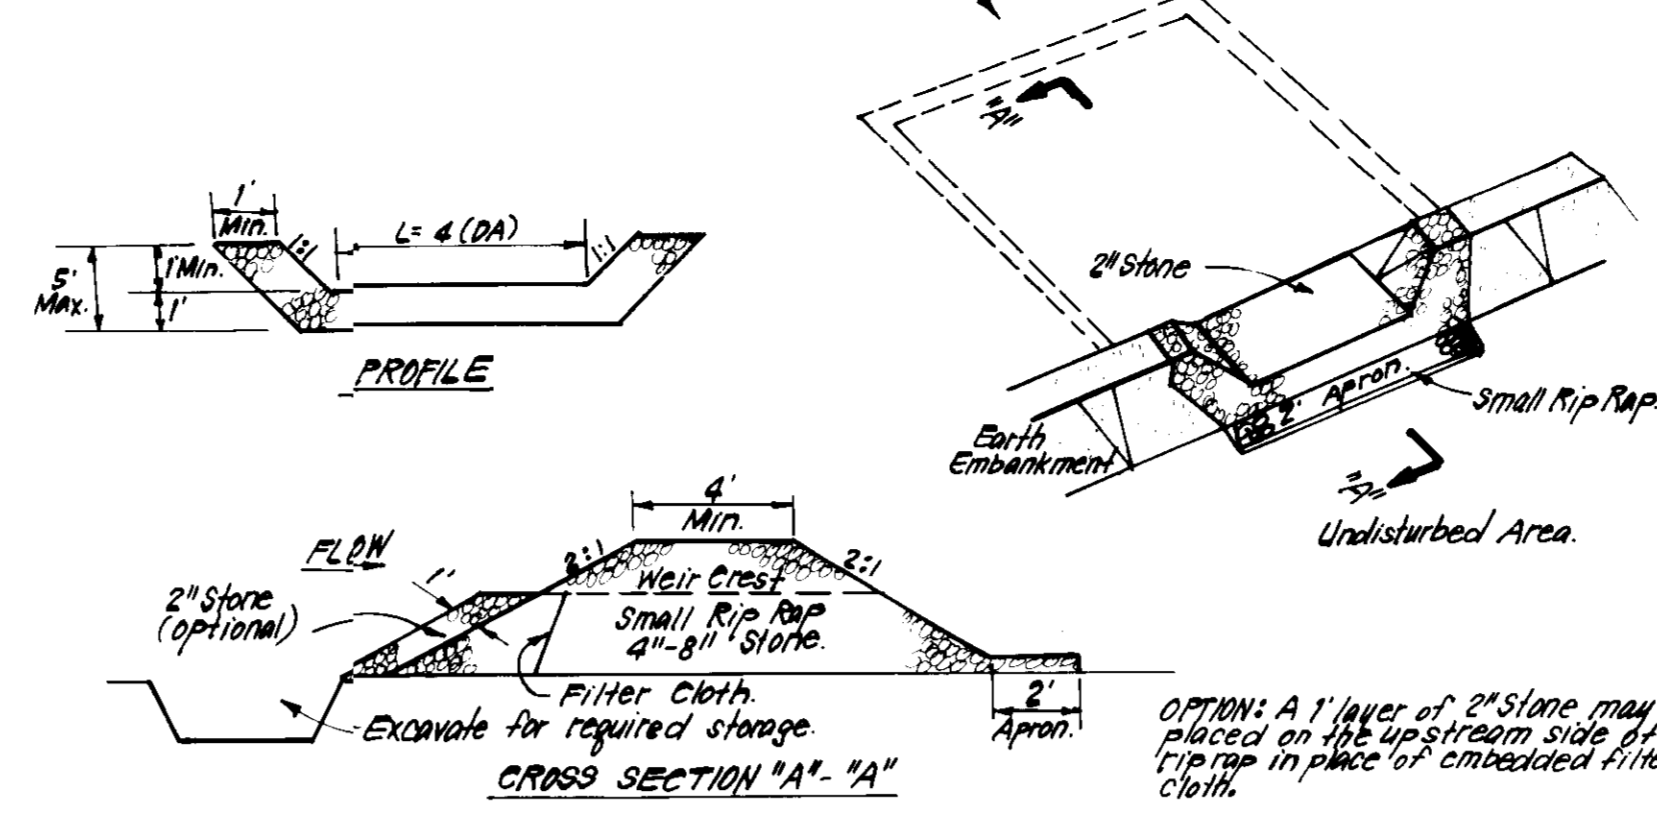 1'
Min.
1:1
L= 4 (DA)
1:1
5'
Max.
1' Min.
1'
PROFILE
"A"
2" Stone
2' Apron.
Small Rip Rap.
Earth
Embankment
"A"
Undisturbed Area.
4'
Min.
FLOW
1'
2:1
2:1
2" Stone
(optional)
Weir Crest
Small Rip Rap
4"-8" Stone.
Filter Cloth.
Excavate for required storage.
2'
Apron.
CROSS SECTION "A"- "A"
OPTION: A 1' layer of 2" Stone may
placed on the upstream side of
rip rap in place of embedded filte
cloth.